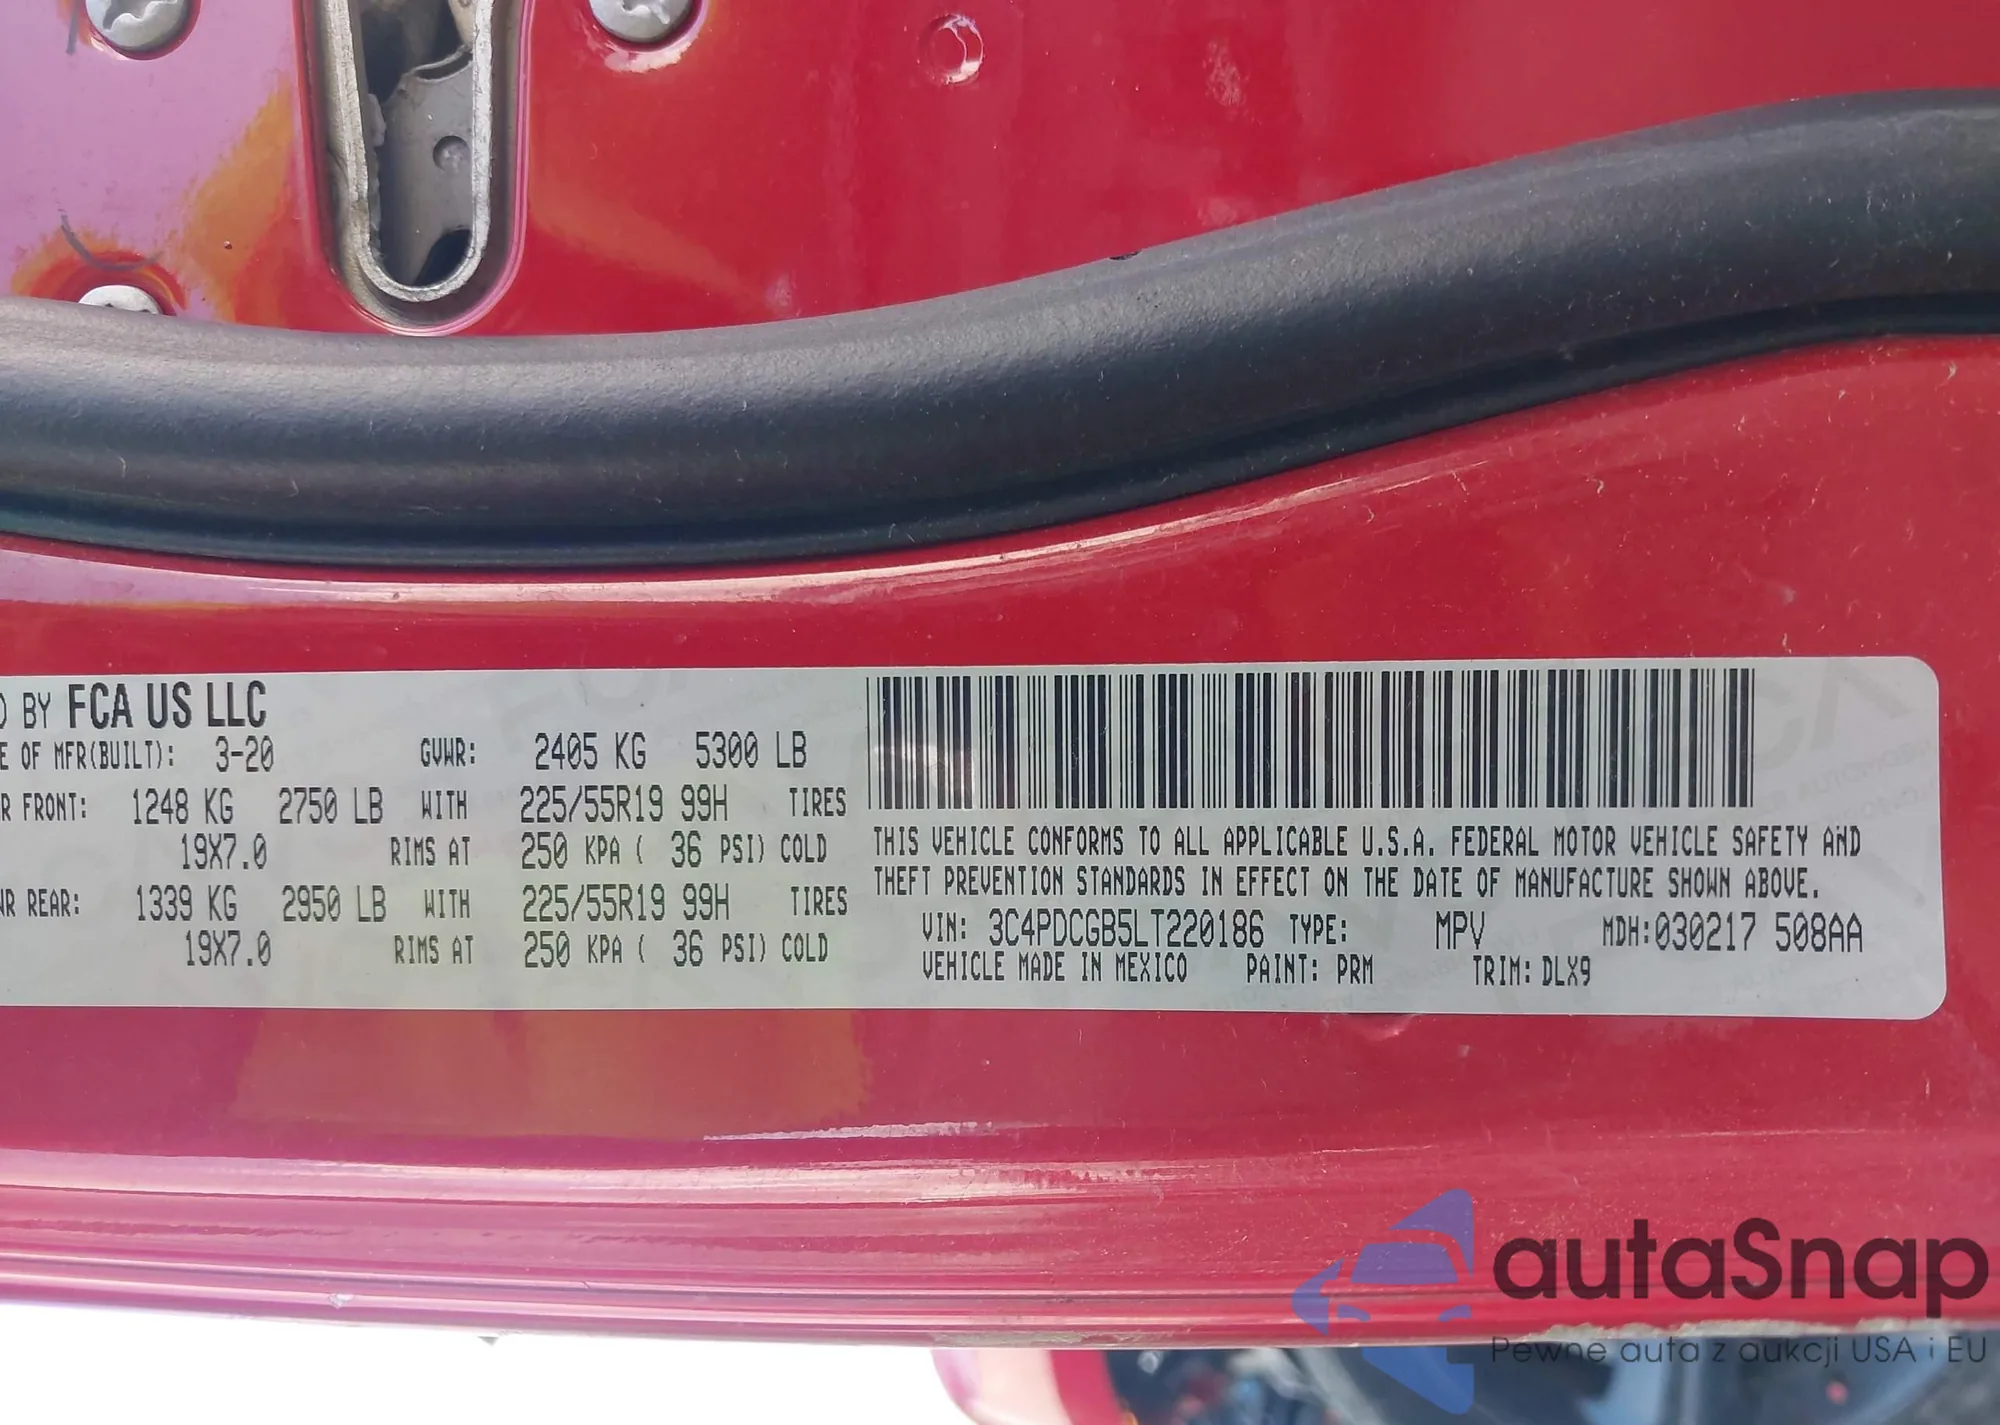 BY FCA US LLC
OF MFR(BUILT): 3-20 GVWR: 2405 KG 5300 LB
FRONT: 1248 KG 2750 LB WITH 225/55R19 99H TIRES
19X7.0 RIMS AT 250 KPA ( 36 PSI) COLD
REAR: 1339 KG 2950 LB WITH 225/55R19 99H TIRES
19X7.0 RIMS AT 250 KPA ( 36 PSI) COLD
THIS VEHICLE CONFORMS TO ALL APPLICABLE U.S.A. FEDERAL MOTOR VEHICLE SAFETY AND
THEFT PREVENTION STANDARDS IN EFFECT ON THE DATE OF MANUFACTURE SHOWN ABOVE.
VIN: 3C4PDCGB5LT220186 TYPE: MPV MDH:030217 508AA
VEHICLE MADE IN MEXICO PAINT: PRM TRIM: DLX9
autaSnap
Pewne auta z aukcji USA i EU